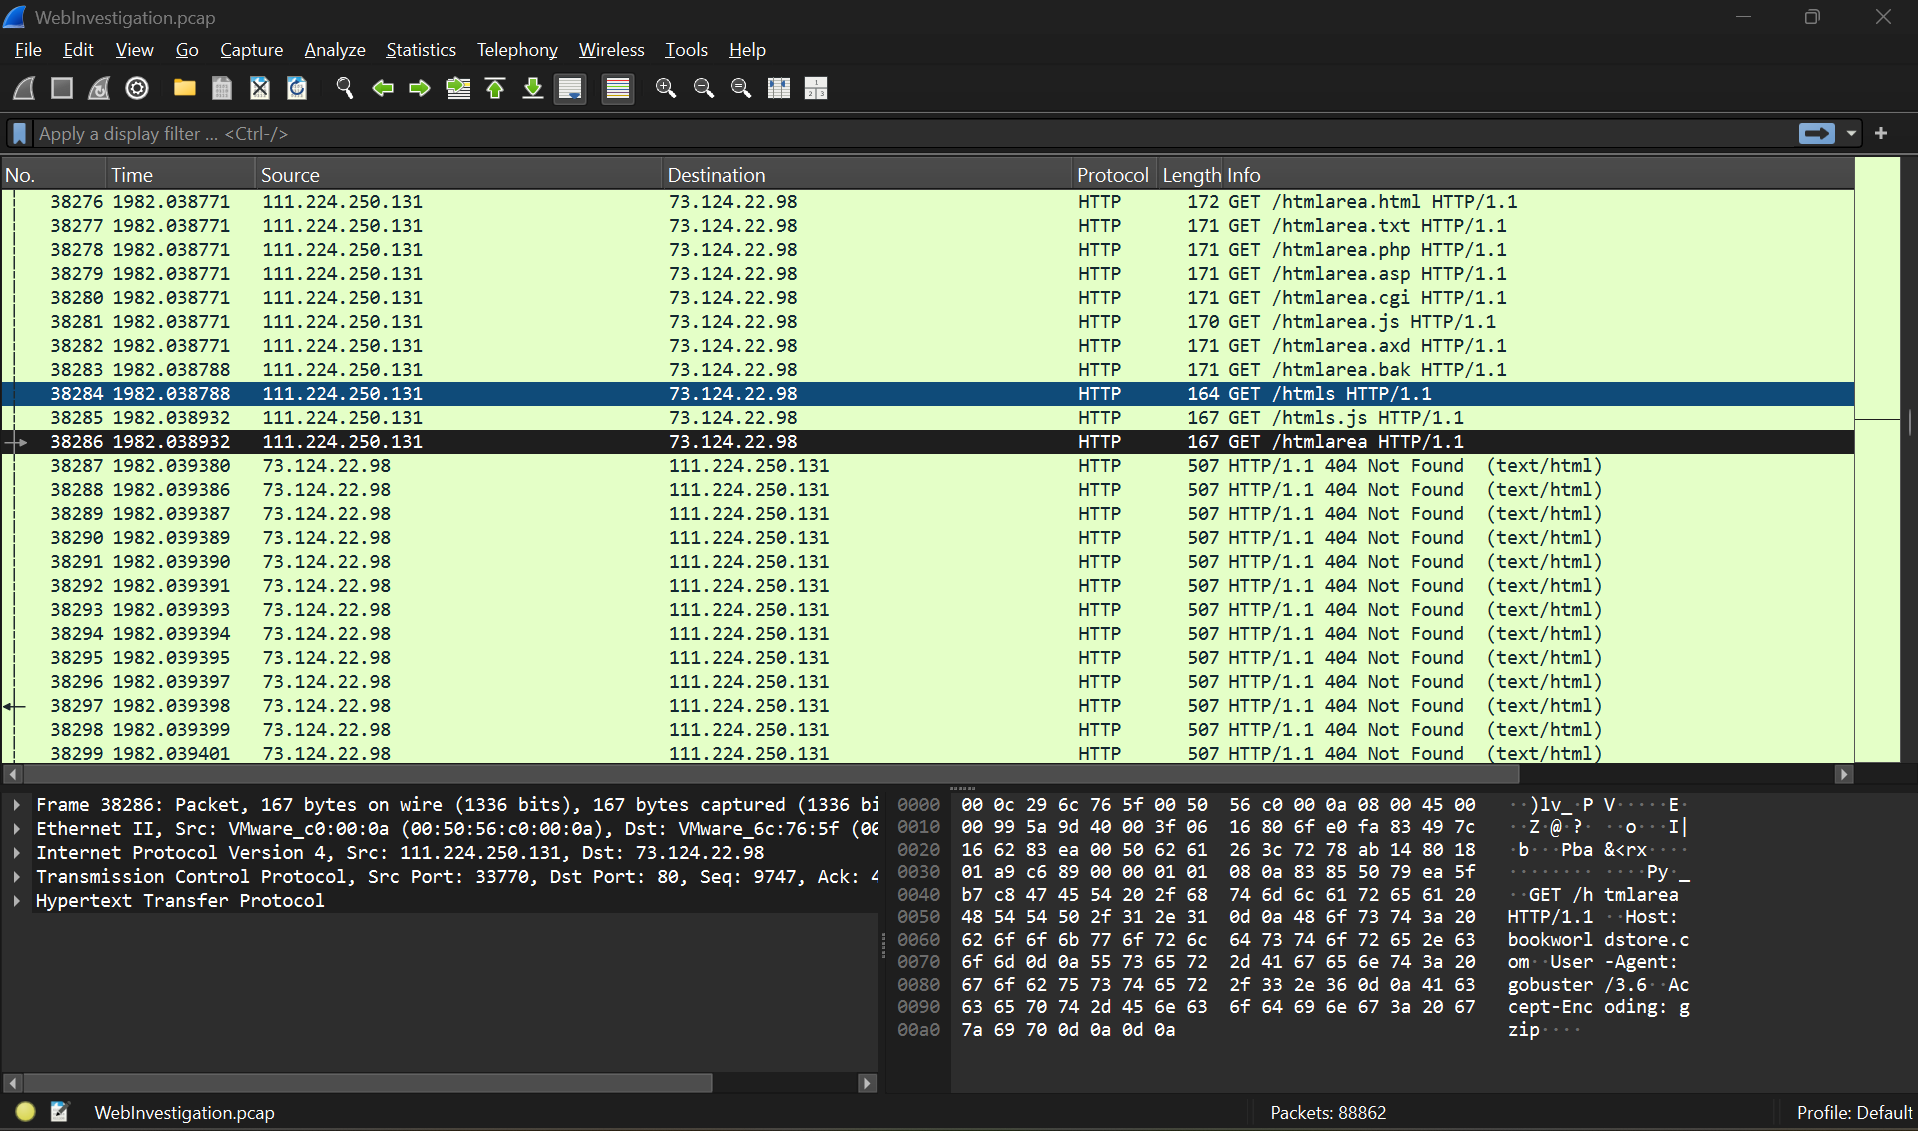 WebInvestigation.pcap
File Edit View Go Capture Analyze Statistics Telephony Wireless Tools Help
Apply a display filter ... <Ctrl-/>
No. Time Source Destination Protocol Length Info
38276 1982.038771 111.224.250.131 73.124.22.98 HTTP 172 GET /htmlarea.html HTTP/1.1
38277 1982.038771 111.224.250.131 73.124.22.98 HTTP 171 GET /htmlarea.txt HTTP/1.1
38278 1982.038771 111.224.250.131 73.124.22.98 HTTP 171 GET /htmlarea.php HTTP/1.1
38279 1982.038771 111.224.250.131 73.124.22.98 HTTP 171 GET /htmlarea.asp HTTP/1.1
38280 1982.038771 111.224.250.131 73.124.22.98 HTTP 171 GET /htmlarea.cgi HTTP/1.1
38281 1982.038771 111.224.250.131 73.124.22.98 HTTP 170 GET /htmlarea.js HTTP/1.1
38282 1982.038771 111.224.250.131 73.124.22.98 HTTP 171 GET /htmlarea.axd HTTP/1.1
38283 1982.038788 111.224.250.131 73.124.22.98 HTTP 171 GET /htmlarea.bak HTTP/1.1
38284 1982.038788 111.224.250.131 73.124.22.98 HTTP 164 GET /htmls HTTP/1.1
38285 1982.038932 111.224.250.131 73.124.22.98 HTTP 167 GET /htmls.js HTTP/1.1
38286 1982.038932 111.224.250.131 73.124.22.98 HTTP 167 GET /htmlarea HTTP/1.1
38287 1982.039380 73.124.22.98 111.224.250.131 HTTP 507 HTTP/1.1 404 Not Found (text/html)
38288 1982.039386 73.124.22.98 111.224.250.131 HTTP 507 HTTP/1.1 404 Not Found (text/html)
38289 1982.039387 73.124.22.98 111.224.250.131 HTTP 507 HTTP/1.1 404 Not Found (text/html)
38290 1982.039389 73.124.22.98 111.224.250.131 HTTP 507 HTTP/1.1 404 Not Found (text/html)
38291 1982.039390 73.124.22.98 111.224.250.131 HTTP 507 HTTP/1.1 404 Not Found (text/html)
38292 1982.039391 73.124.22.98 111.224.250.131 HTTP 507 HTTP/1.1 404 Not Found (text/html)
38293 1982.039393 73.124.22.98 111.224.250.131 HTTP 507 HTTP/1.1 404 Not Found (text/html)
38294 1982.039394 73.124.22.98 111.224.250.131 HTTP 507 HTTP/1.1 404 Not Found (text/html)
38295 1982.039395 73.124.22.98 111.224.250.131 HTTP 507 HTTP/1.1 404 Not Found (text/html)
38296 1982.039397 73.124.22.98 111.224.250.131 HTTP 507 HTTP/1.1 404 Not Found (text/html)
38297 1982.039398 73.124.22.98 111.224.250.131 HTTP 507 HTTP/1.1 404 Not Found (text/html)
38298 1982.039399 73.124.22.98 111.224.250.131 HTTP 507 HTTP/1.1 404 Not Found (text/html)
38299 1982.039401 73.124.22.98 111.224.250.131 HTTP 507 HTTP/1.1 404 Not Found (text/html)
Frame 38286: Packet, 167 bytes on wire (1336 bits), 167 bytes captured (1336 bi
Ethernet II, Src: VMware_c0:00:0a (00:50:56:c0:00:0a), Dst: VMware_6c:76:5f (00
Internet Protocol Version 4, Src: 111.224.250.131, Dst: 73.124.22.98
Transmission Control Protocol, Src Port: 33770, Dst Port: 80, Seq: 9747, Ack: 4
Hypertext Transfer Protocol
0000 00 0c 29 6c 76 5f 00 50 56 c0 00 0a 08 00 45 00 ··)lv_·P V·····E·
0010 00 99 5a 9d 40 00 3f 06 16 80 6f e0 fa 83 49 7c ··Z·@·?· ··o···I|
0020 16 62 83 ea 00 50 62 61 26 3c 72 78 ab 14 80 18 ·b···Pba &<rx····
0030 01 a9 c6 89 00 00 01 01 08 0a 83 85 50 79 ea 5f ········ ····Py·_
0040 b7 c8 47 45 54 20 2f 68 74 6d 6c 61 72 65 61 20 ··GET /h tmlarea
0050 48 54 54 50 2f 31 2e 31 0d 0a 48 6f 73 74 3a 20 HTTP/1.1 ··Host:
0060 62 6f 6f 6b 77 6f 72 6c 64 73 74 6f 72 65 2e 63 bookworl dstore.c
0070 6f 6d 0d 0a 55 73 65 72 2d 41 67 65 6e 74 3a 20 om··User -Agent:
0080 67 6f 62 75 73 74 65 72 2f 33 2e 36 0d 0a 41 63 gobuster /3.6··Ac
0090 63 65 70 74 2d 45 6e 63 6f 64 69 6e 67 3a 20 67 cept-Enc oding: g
00a0 7a 69 70 0d 0a 0d 0a zip····
WebInvestigation.pcap Packets: 88862 Profile: Default